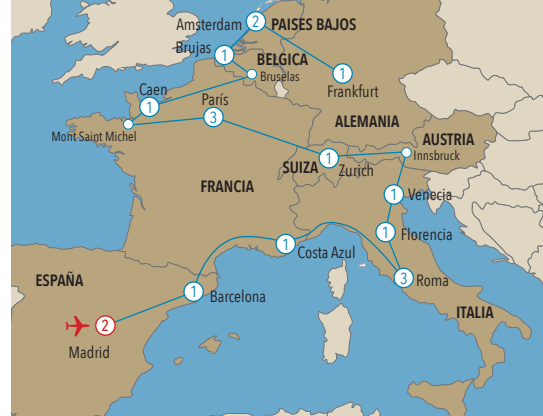 Amsterdam
2
PAISES BAJOS
Brujas
1
BELGICA
Bruselas
1
Frankfurt
Caen
1
París
3
Mont Saint Michel
ALEMANIA
AUSTRIA
Innsbruck
SUIZA
1
Zurich
FRANCIA
1
Venecia
1
Florencia
1
Costa Azul
ESPAÑA
1
Barcelona
3
Roma
ITALIA
2
Madrid